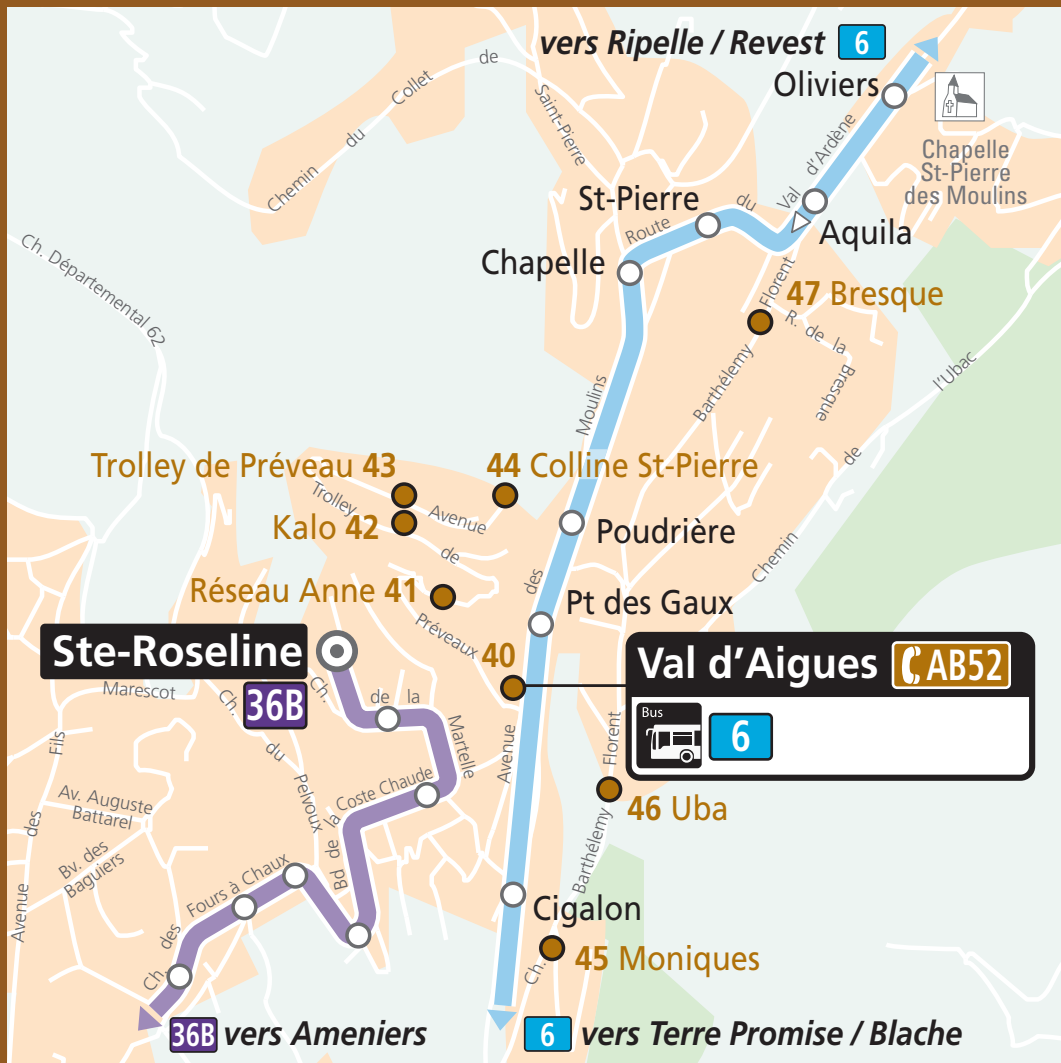 vers Ripelle / Revest 6
Oliviers
Chapelle
St-Pierre
des Moulins
Chemin du Collet de Saint-Pierre
Route du Val d'Ardène
St-Pierre
Aquila
Chapelle
Ch. Départemental 62
47 Bresque
R. de la Bresque
Chemin de l'Ubac
Ch. Barthélemy Florent
Barthélemy Florent
Avenue des Moulins
Trolley de Préveau 43
44 Colline St-Pierre
Avenue
Trolley de Préveaux
Kalo 42
Poudrière
Réseau Anne 41
Pt des Gaux
40
Ste-Roseline
36B
Val d'Aigues AB52
Bus
6
Marescot
Avenue des Fils
Ch. de la Martelle
Ch. du Pelvoux
Bd de la Coste Chaude
Av. Auguste
Battarel
Bv. des
Baguiers
46 Uba
Ch. des Fours à Chaux
Cigalon
45 Moniques
36B vers Ameniers
6 vers Terre Promise / Blache